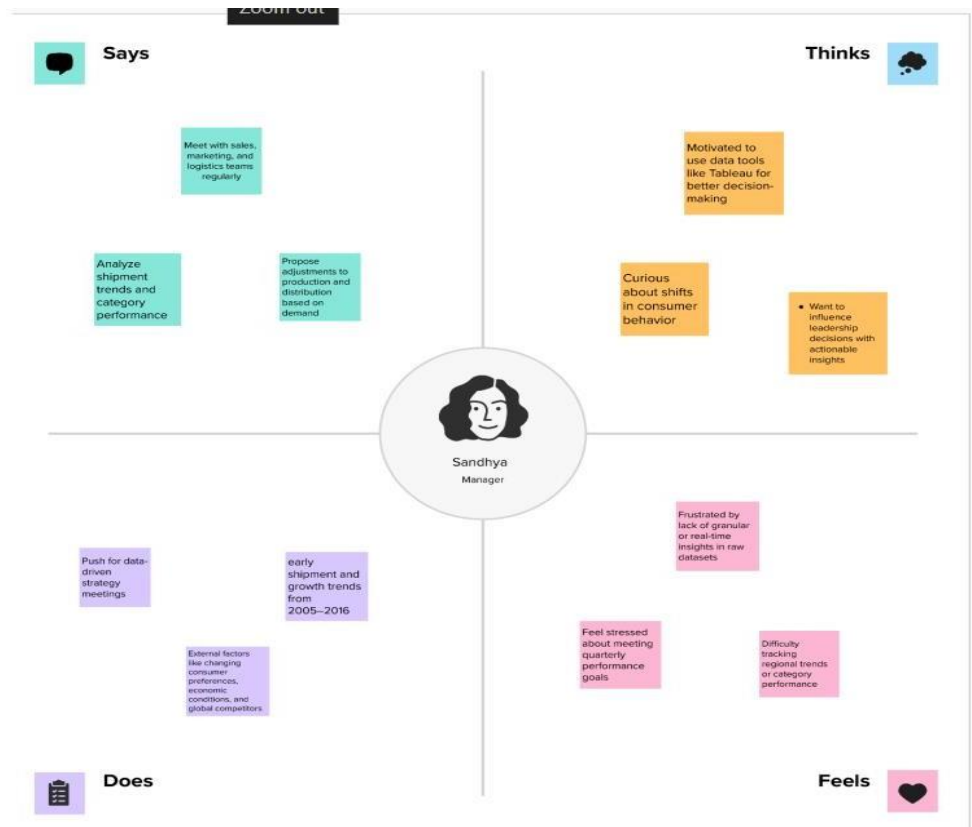 Zoom out
Says
Thinks
Meet with sales,
marketing, and
logistics teams
regularly
Motivated to
use data tools
like Tableau for
better decision-
making
Analyze
shipment
trends and
category
performance
Propose
adjustments to
production and
distribution
based on
demand
Curious
about shifts
in consumer
behavior
• Want to
influence
leadership
decisions with
actionable
insights
Sandhya
Manager
Push for data-
driven
strategy
meetings
early
shipment and
growth trends
from
2005–2016
External factors
like changing
consumer
preferences,
economic
conditions, and
global competitors
Frustrated by
lack of granular
or real-time
insights in raw
datasets
Feel stressed
about meeting
quarterly
performance
goals
Difficulty
tracking
regional trends
or category
performance
Does
Feels